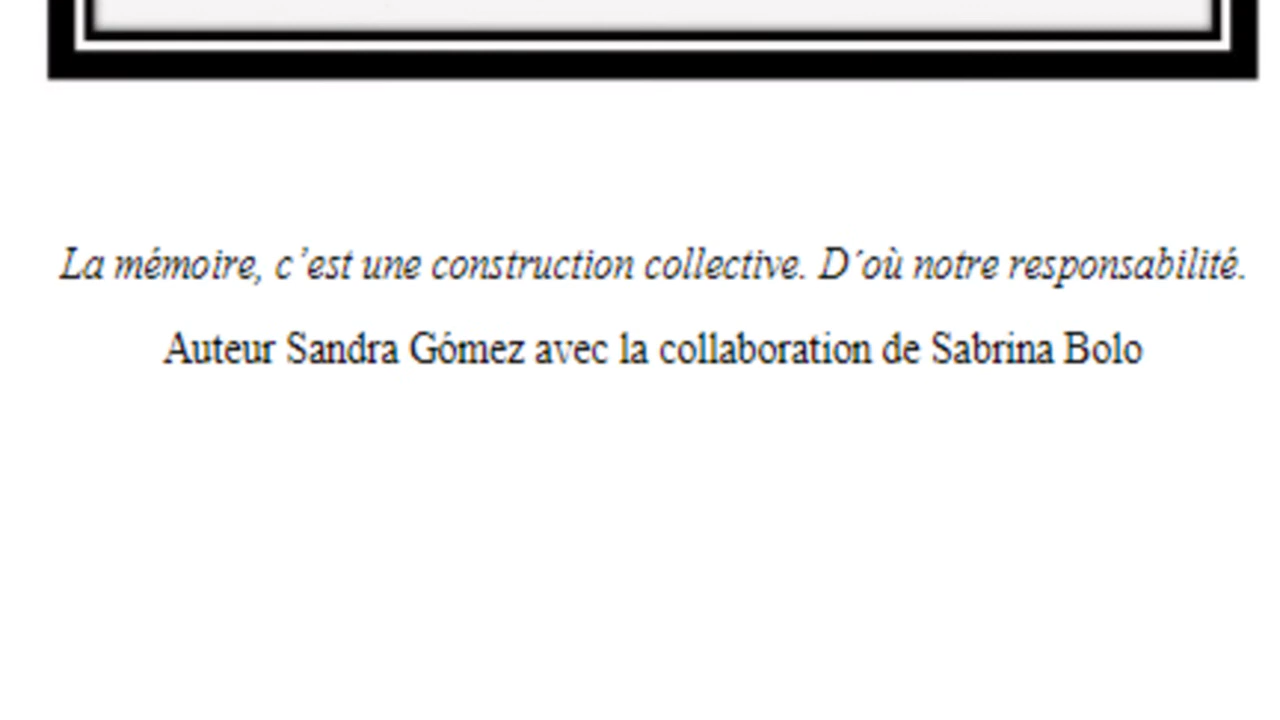 La mémoire, c’est une construction collective. D´où notre responsabilité.
Auteur Sandra Gómez avec la collaboration de Sabrina Bolo